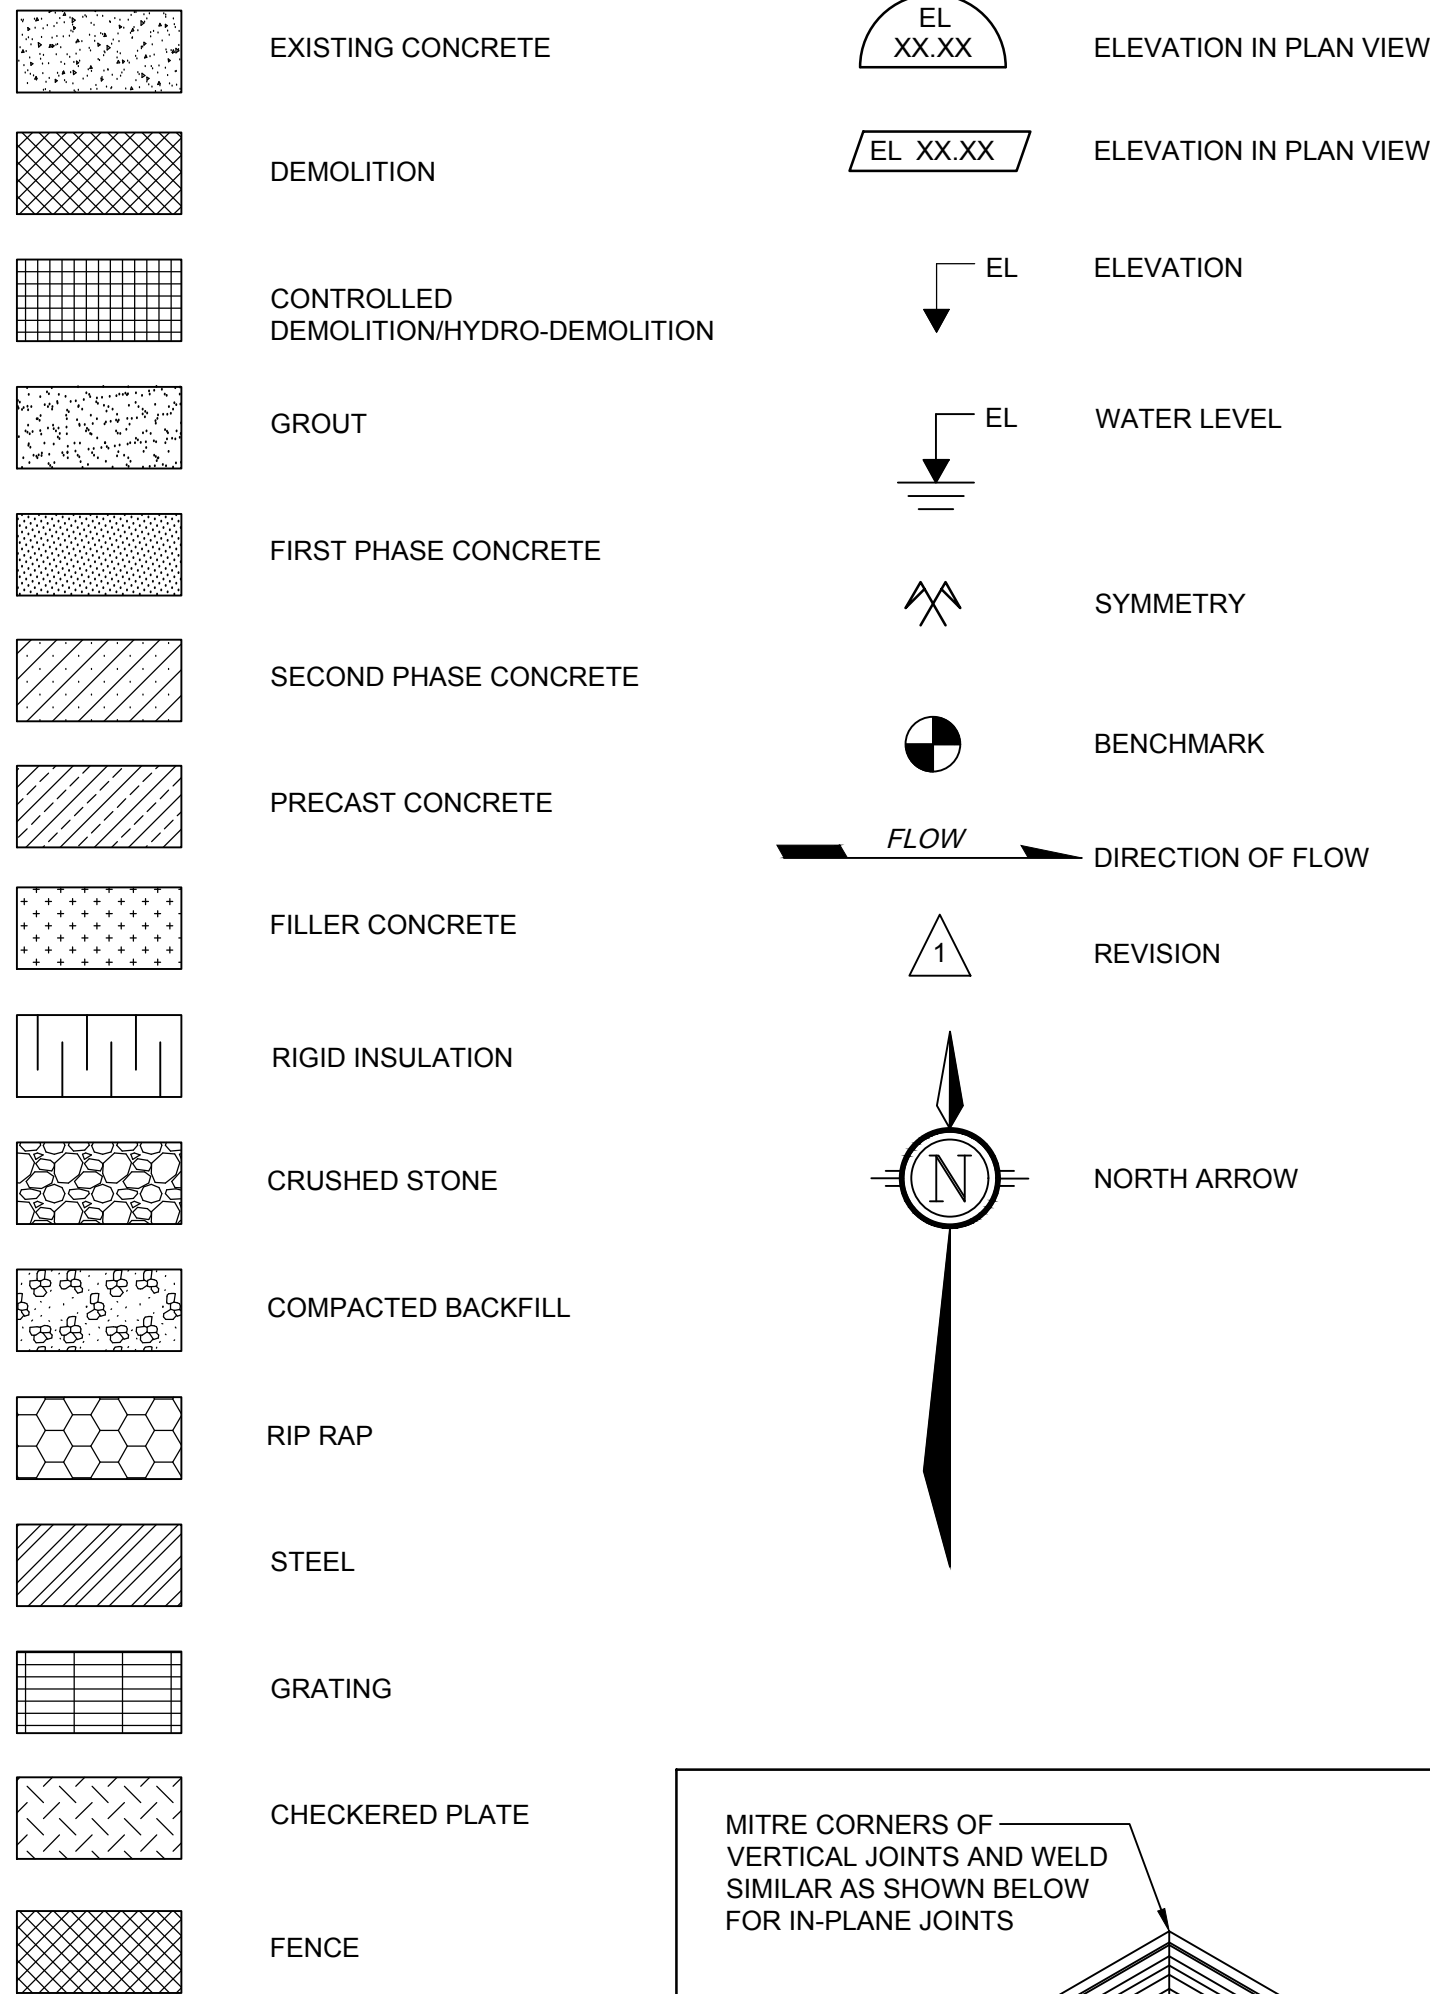 EXISTING CONCRETE
DEMOLITION
CONTROLLED
DEMOLITION/HYDRO-DEMOLITION
GROUT
FIRST PHASE CONCRETE
SECOND PHASE CONCRETE
PRECAST CONCRETE
FILLER CONCRETE
RIGID INSULATION
CRUSHED STONE
COMPACTED BACKFILL
RIP RAP
STEEL
GRATING
CHECKERED PLATE
FENCE
EL
XX.XX
ELEVATION IN PLAN VIEW
EL XX.XX
ELEVATION IN PLAN VIEW
EL
ELEVATION
EL
WATER LEVEL
SYMMETRY
BENCHMARK
FLOW
DIRECTION OF FLOW
1
REVISION
N
NORTH ARROW
MITRE CORNERS OF
VERTICAL JOINTS AND WELD
SIMILAR AS SHOWN BELOW
FOR IN-PLANE JOINTS